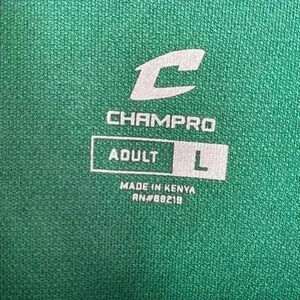 CHAMPRO
ADULT L
MADE IN KENYA
RN#88219